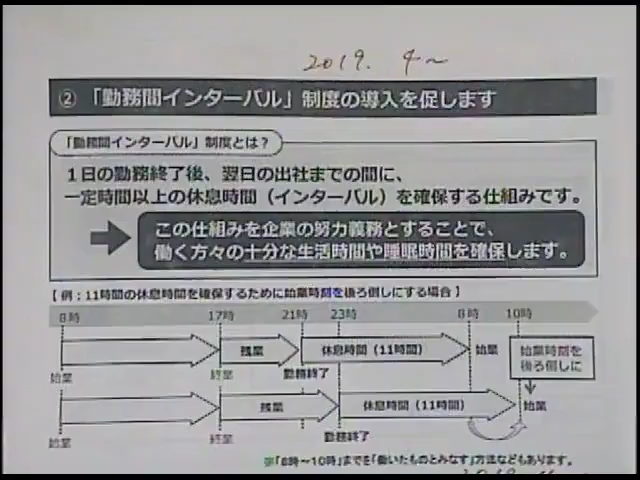 2019. 4～
② 「勤務間インターバル」制度の導入を促します
「勤務間インターバル」制度とは？
１日の勤務終了後、翌日の出社までの間に、
一定時間以上の休息時間（インターバル）を確保する仕組みです。
この仕組みを企業の努力義務とすることで、
働く方々の十分な生活時間や睡眠時間を確保します。
【 例：11時間の休息時間を確保するために始業時刻を後ろ倒しにする場合 】
8時 17時 21時 23時 8時 10時
残業 休息時間（11時間） 始業 始業時刻を
後ろ倒しに
始業 終業 勤務終了
残業 休息時間（11時間） 始業
始業 終業 勤務終了
※「8時～10時」までを「働いたものとみなす」方法などもあります。